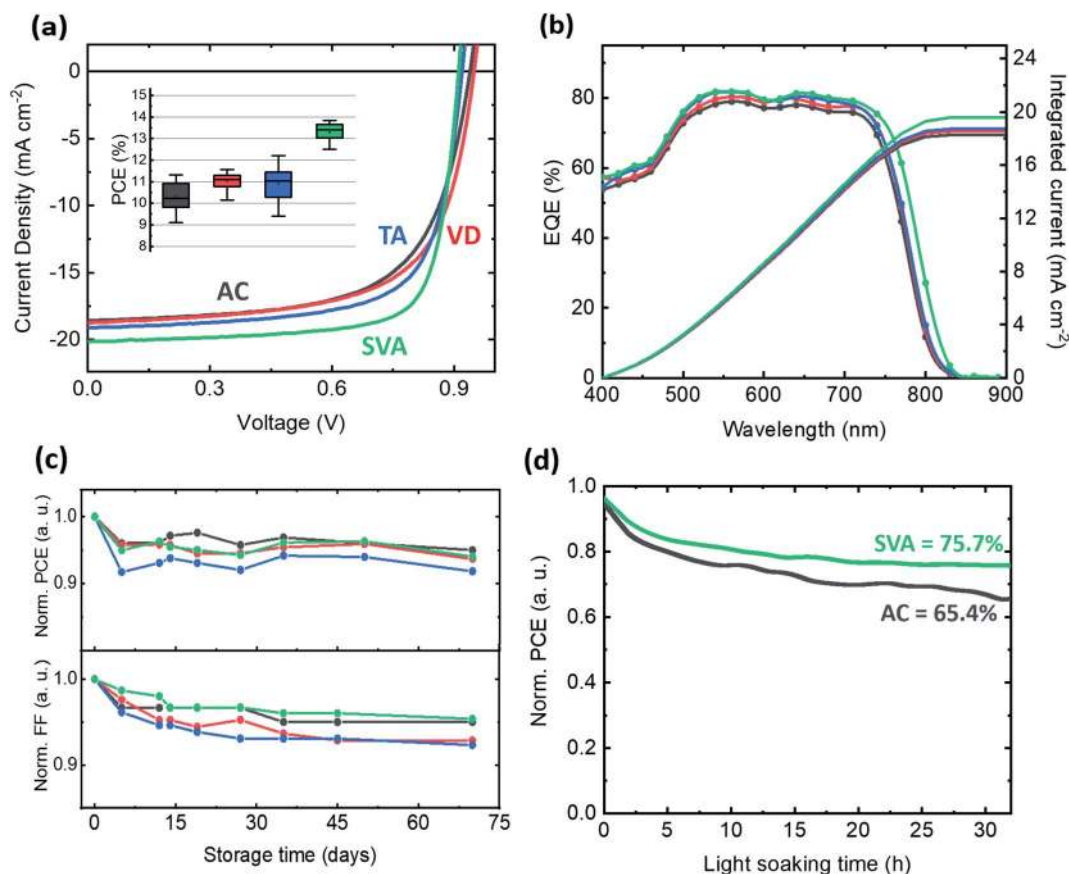 (a)
Current Density (mA cm⁻²)
0
-5
-10
-15
-20
PCE (%)
15
14
13
12
11
10
9
8
TA
VD
AC
SVA
0.0 0.3 0.6 0.9
Voltage (V)
(b)
EQE (%)
80
60
40
20
0
Integrated current (mA cm⁻²)
24
20
16
12
8
4
0
400 500 600 700 800 900
Wavelength (nm)
(c)
Norm. PCE (a. u.)
1.0
0.9
Norm. FF (a. u.)
1.0
0.9
0 15 30 45 60 75
Storage time (days)
(d)
Norm. PCE (a. u.)
1.0
0.8
0.6
0.4
0.2
0.0
SVA = 75.7%
AC = 65.4%
0 5 10 15 20 25 30
Light soaking time (h)